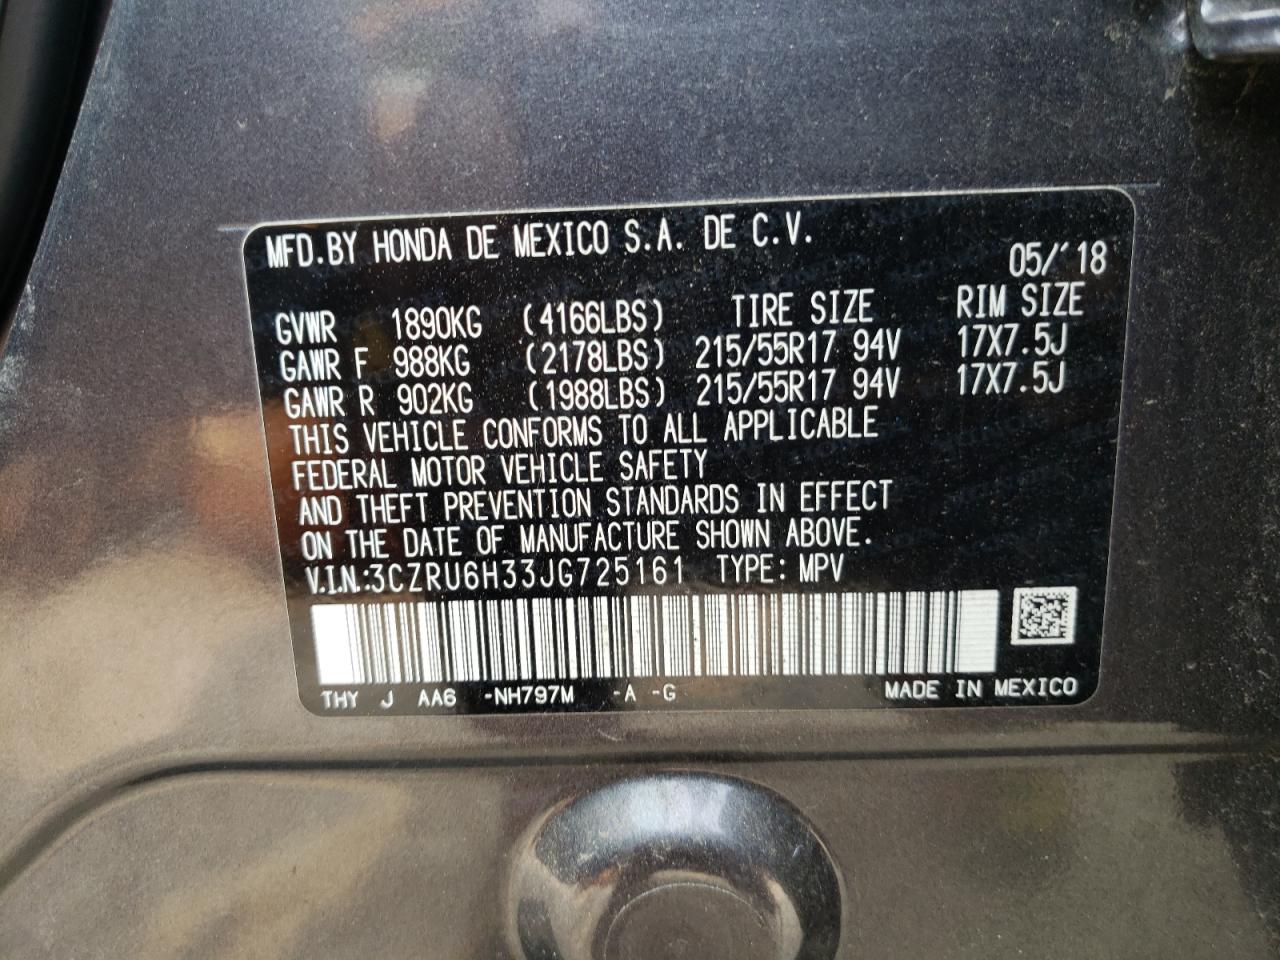 MFD.BY HONDA DE MEXICO S.A. DE C.V.
05/'18
GVWR 1890KG (4166LBS) TIRE SIZE RIM SIZE
GAWR F 988KG (2178LBS) 215/55R17 94V 17X7.5J
GAWR R 902KG (1988LBS) 215/55R17 94V 17X7.5J
THIS VEHICLE CONFORMS TO ALL APPLICABLE
FEDERAL MOTOR VEHICLE SAFETY
AND THEFT PREVENTION STANDARDS IN EFFECT
ON THE DATE OF MANUFACTURE SHOWN ABOVE.
V.I.N.:3CZRU6H33JG725161 TYPE: MPV
THY J AA6 -NH797M -A -G MADE IN MEXICO